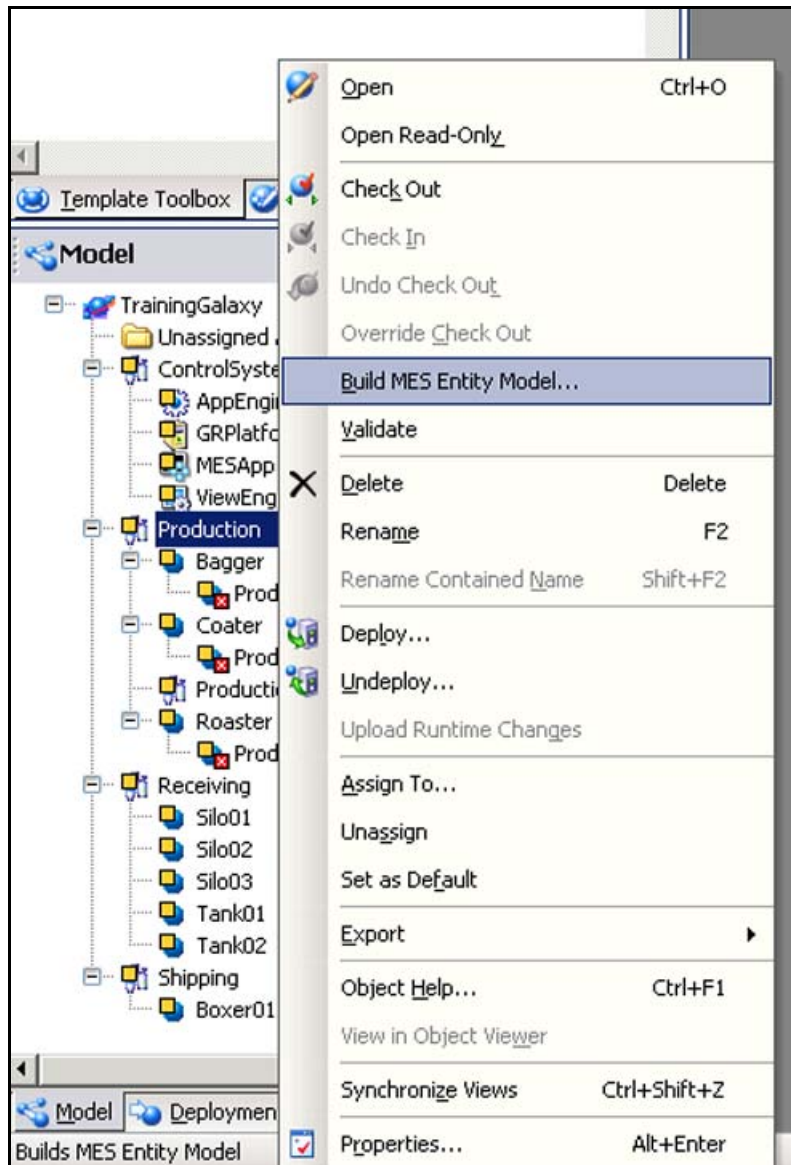 Template Toolbox
Model
TrainingGalaxy
Unassigned
ControlSyste
AppEngi
GRPlatfo
MESApp
ViewEng
Production
Bagger
Prod
Coater
Prod
Producti
Roaster
Prod
Receiving
Silo01
Silo02
Silo03
Tank01
Tank02
Shipping
Boxer01
Model Deploymen
Builds MES Entity Model
Open Ctrl+O
Open Read-Only
Check Out
Check In
Undo Check Out
Override Check Out
Build MES Entity Model...
Validate
Delete Delete
Rename F2
Rename Contained Name Shift+F2
Deploy...
Undeploy...
Upload Runtime Changes
Assign To...
Unassign
Set as Default
Export
Object Help... Ctrl+F1
View in Object Viewer
Synchronize Views Ctrl+Shift+Z
Properties... Alt+Enter